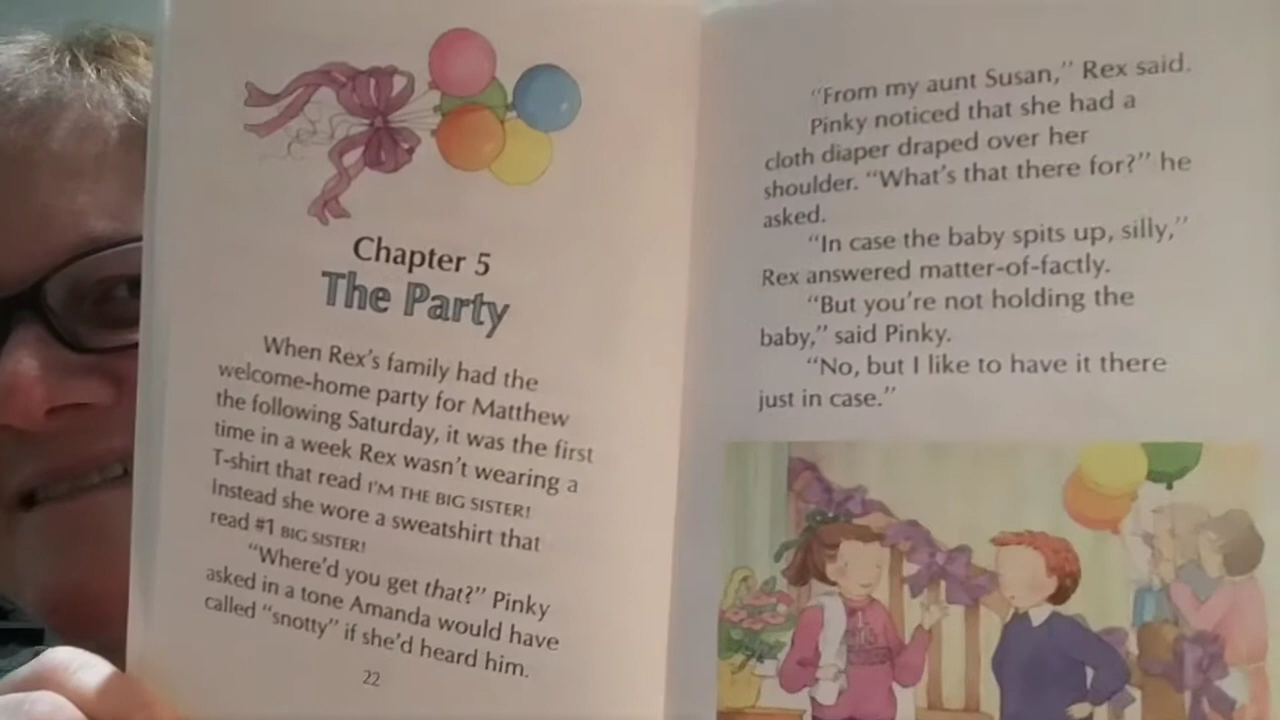 Chapter 5
The Party
When Rex's family had the
welcome-home party for Matthew
the following Saturday, it was the first
time in a week Rex wasn't wearing a
T-shirt that read I'M THE BIG SISTER!
Instead she wore a sweatshirt that
read #1 BIG SISTER!
"Where'd you get that?" Pinky
asked in a tone Amanda would have
called "snotty" if she'd heard him.
22
"From my aunt Susan," Rex said.
Pinky noticed that she had a
cloth diaper draped over her
shoulder. "What's that there for?" he
asked.
"In case the baby spits up, silly,"
Rex answered matter-of-factly.
"But you're not holding the
baby," said Pinky.
"No, but I like to have it there
just in case."